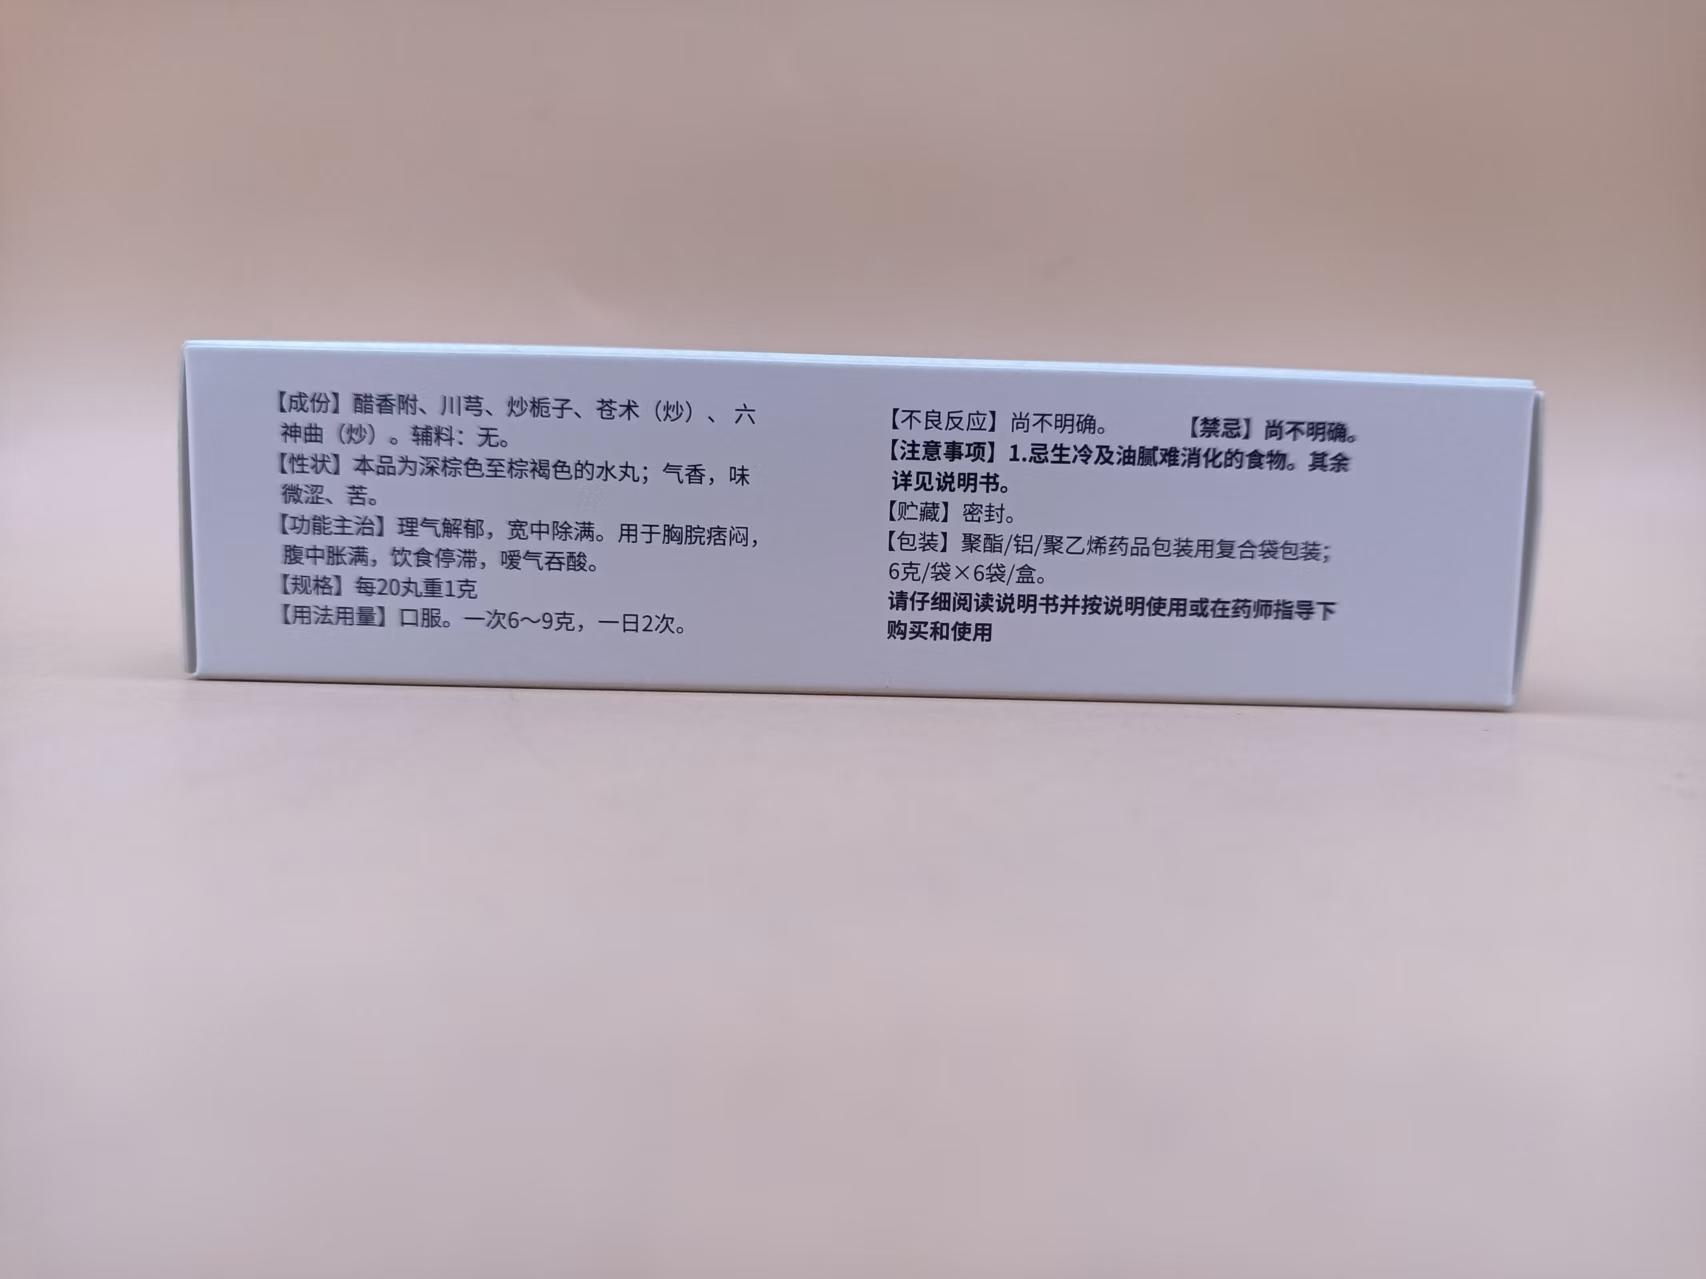 【成份】醋香附、川芎、炒栀子、苍术（炒）、六
神曲（炒）。辅料：无。
【性状】本品为深棕色至棕褐色的水丸；气香，味
微涩、苦。
【功能主治】理气解郁，宽中除满。用于胸脘痞闷，
腹中胀满，饮食停滞，嗳气吞酸。
【规格】每20丸重1克
【用法用量】口服。一次6～9克，一日2次。
【不良反应】尚不明确。 【禁忌】尚不明确。
【注意事项】1.忌生冷及油腻难消化的食物。其余
详见说明书。
【贮藏】密封。
【包装】聚酯/铝/聚乙烯药品包装用复合袋包装；
6克/袋×6袋/盒。
请仔细阅读说明书并按说明使用或在药师指导下
购买和使用